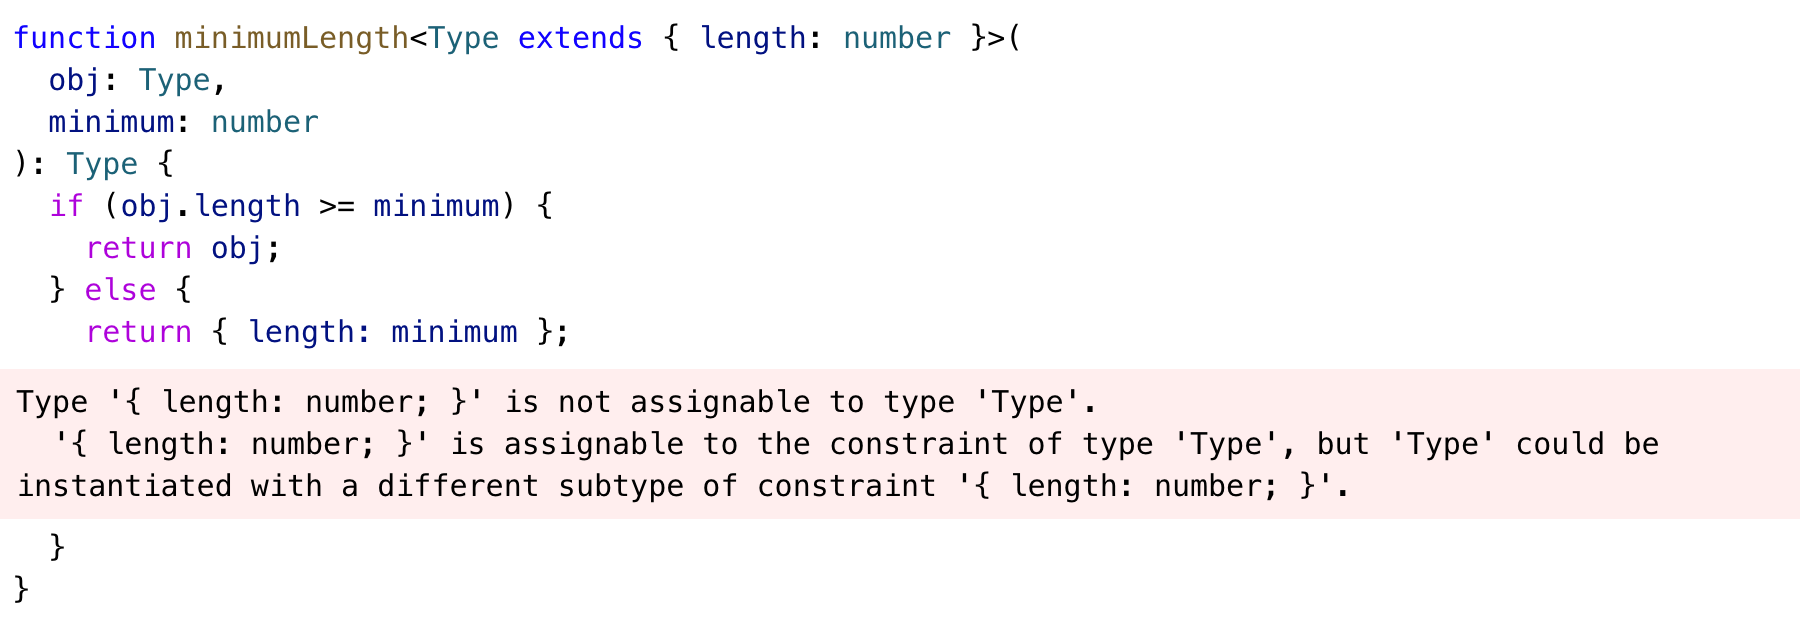 function minimumLength<Type extends { length: number }>(
  obj: Type,
  minimum: number
): Type {
  if (obj.length >= minimum) {
    return obj;
  } else {
    return { length: minimum };
Type '{ length: number; }' is not assignable to type 'Type'.
  '{ length: number; }' is assignable to the constraint of type 'Type', but 'Type' could be
instantiated with a different subtype of constraint '{ length: number; }'.
  }
}